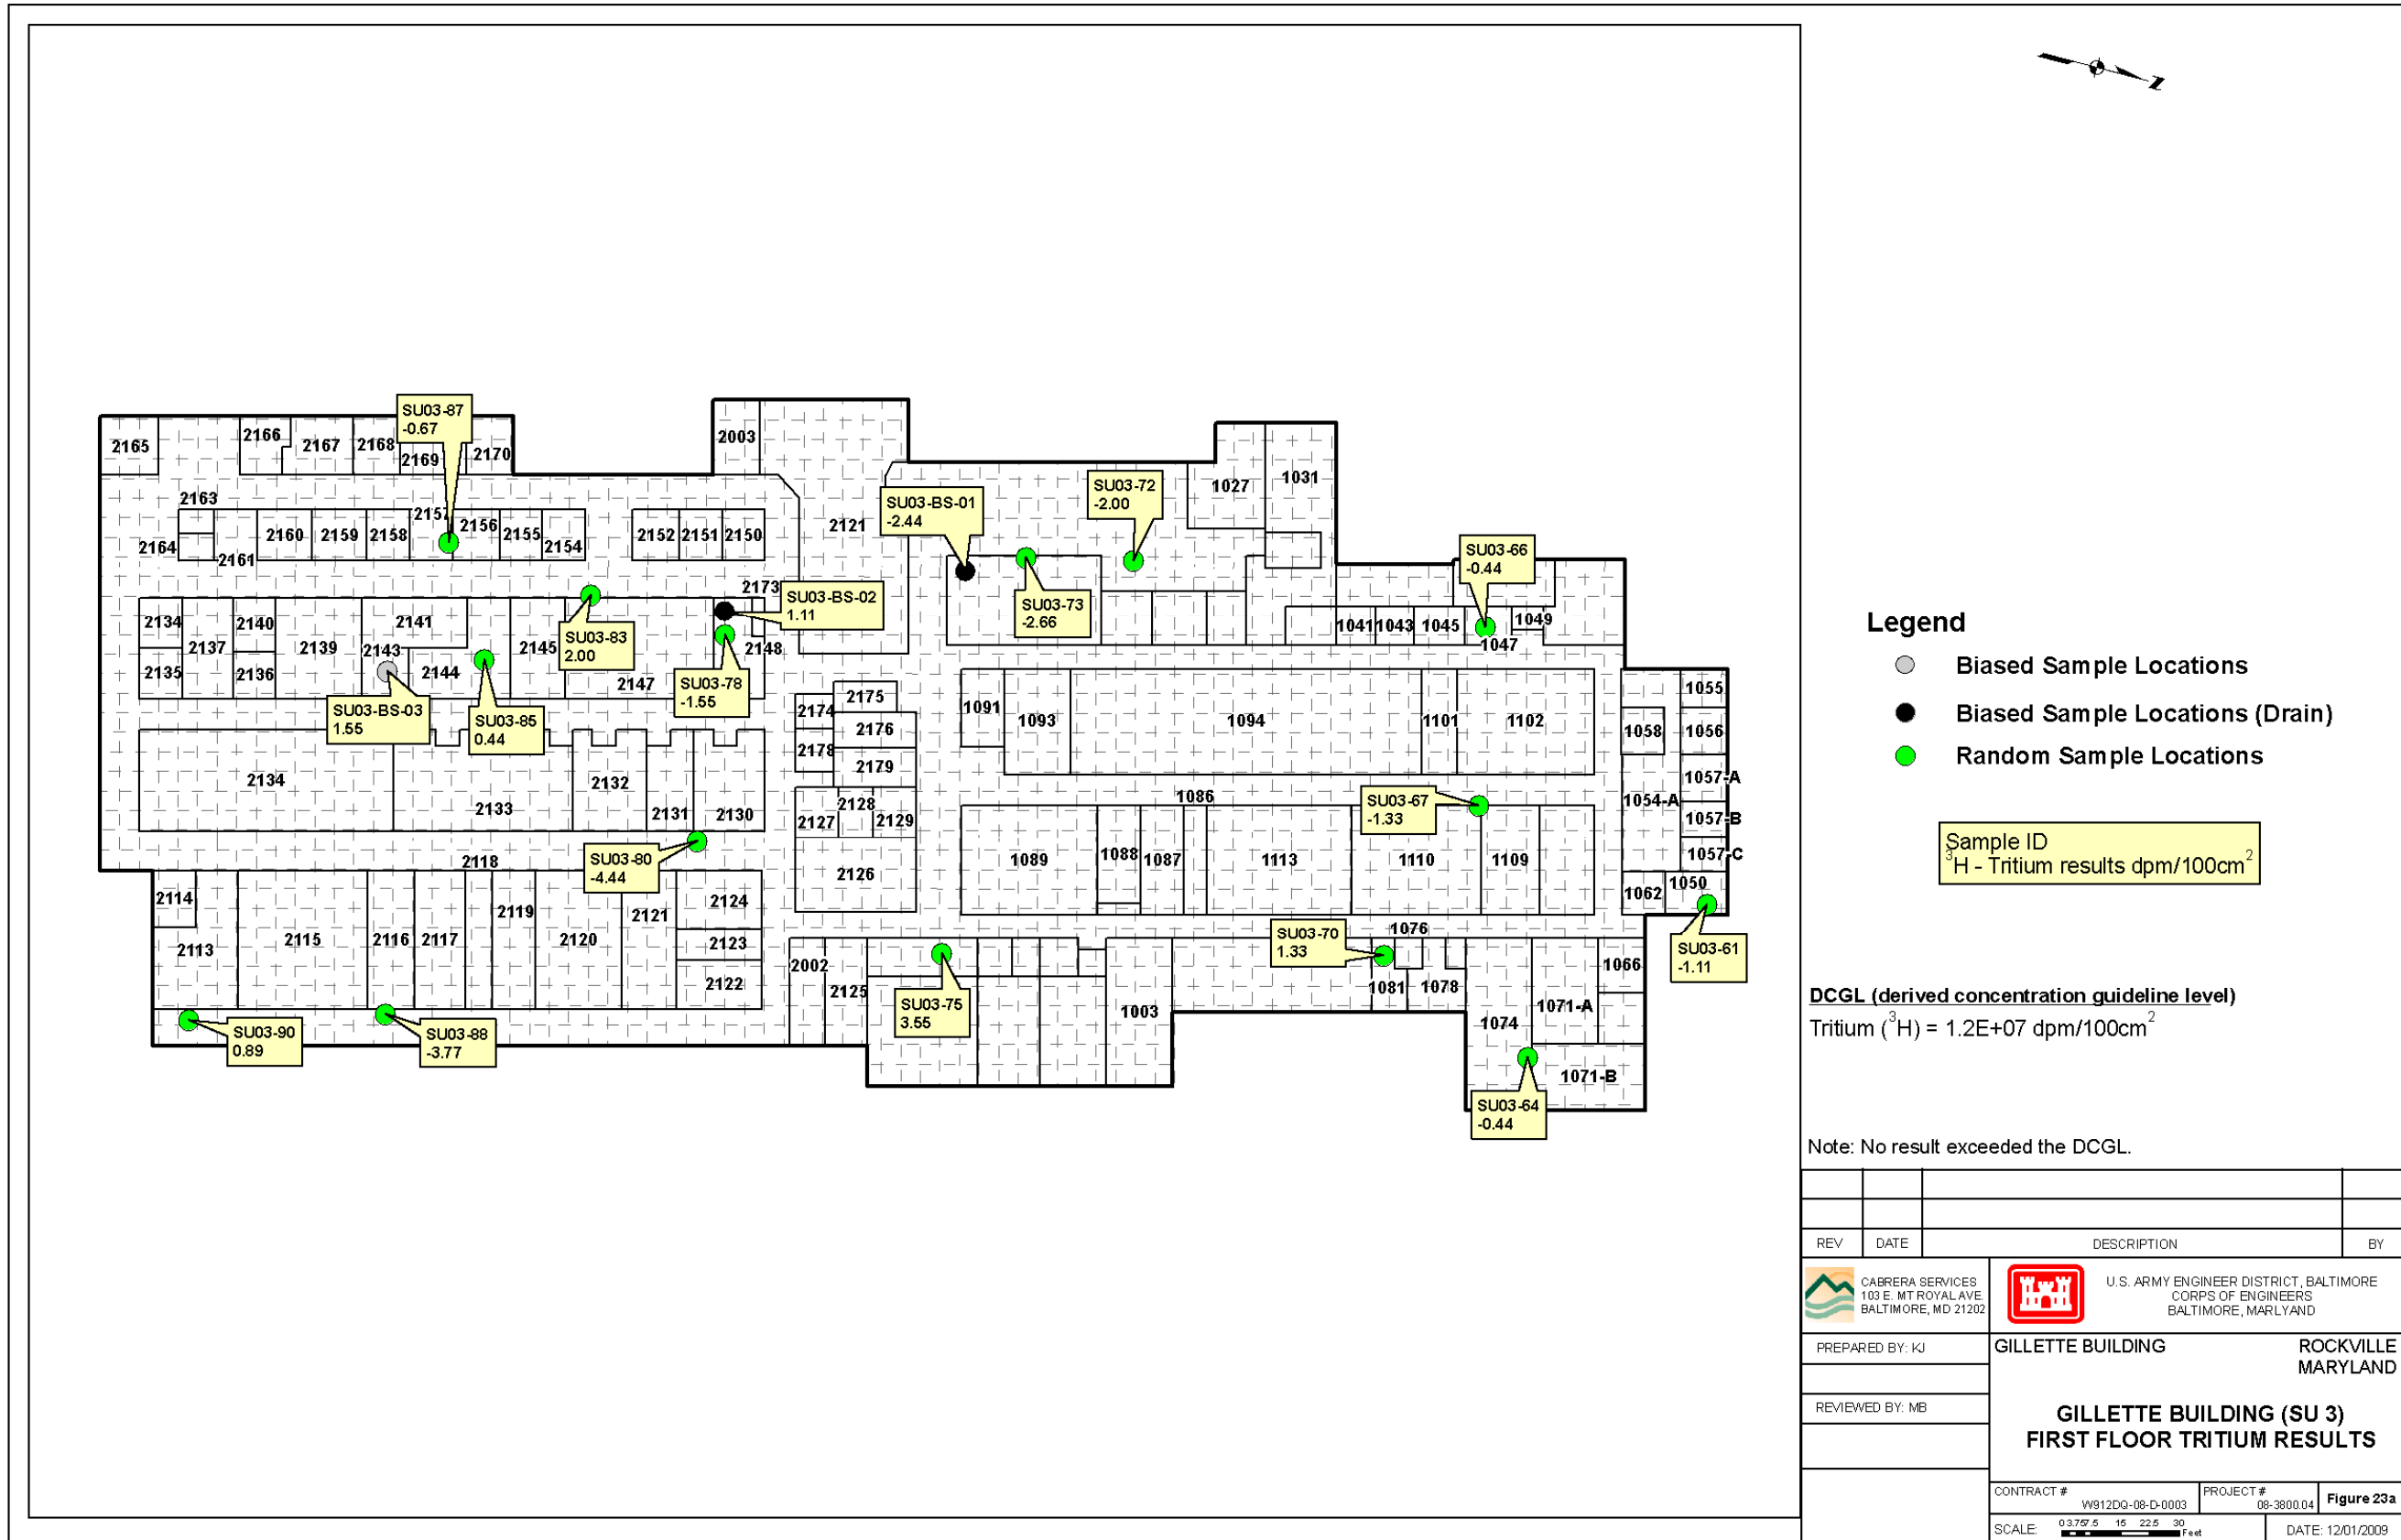 Z
SU03-87
-0.67
2165
2166
2167
2168
2169
2170
2003
2163
2157
2156
2155
2154
2160
2159
2158
2152
2151
2150
2164
2161
2121
SU03-BS-01
-2.44
SU03-72
-2.00
1027
1031
SU03-66
-0.44
2173
SU03-BS-02
1.11
SU03-73
-2.66
2134
2140
2141
2137
2139
2143
2135
2136
2144
2145
SU03-83
2.00
2147
2148
SU03-78
-1.55
1041
1043
1045
1049
1047
SU03-BS-03
1.55
SU03-85
0.44
2174
2175
2176
2178
2179
1091
1093
1094
1101
1102
1055
1058
1056
1057-A
1054-A
1057-B
1057-C
2134
2133
2132
2131
2130
2128
2127
2129
2126
1086
SU03-67
-1.33
1089
1088
1087
1113
1110
1109
1062
1050
2118
SU03-80
-4.44
2114
2113
2115
2116
2117
2119
2120
2121
2124
2123
2122
2002
2125
SU03-75
3.55
1003
SU03-70
1.33
1076
1081
1078
1074
1071-A
1066
SU03-61
-1.11
1071-B
SU03-64
-0.44
SU03-90
0.89
SU03-88
-3.77
Legend
Biased Sample Locations
Biased Sample Locations (Drain)
Random Sample Locations
Sample ID
³H - Tritium results dpm/100cm²
DCGL (derived concentration guideline level)
Tritium (³H) = 1.2E+07 dpm/100cm²
Note: No result exceeded the DCGL.
REV DATE DESCRIPTION BY
CABRERA SERVICES
103 E. MT ROYAL AVE.
BALTIMORE, MD 21202
U.S. ARMY ENGINEER DISTRICT, BALTIMORE
CORPS OF ENGINEERS
BALTIMORE, MARLYAND
PREPARED BY: KJ
GILLETTE BUILDING ROCKVILLE
MARYLAND
REVIEWED BY: MB
GILLETTE BUILDING (SU 3)
FIRST FLOOR TRITIUM RESULTS
CONTRACT #
W912DQ-08-D-0003
PROJECT #
08-3800.04
Figure 23a
SCALE: 0 3.75 7.5 15 22.5 30
Feet
DATE: 12/01/2009